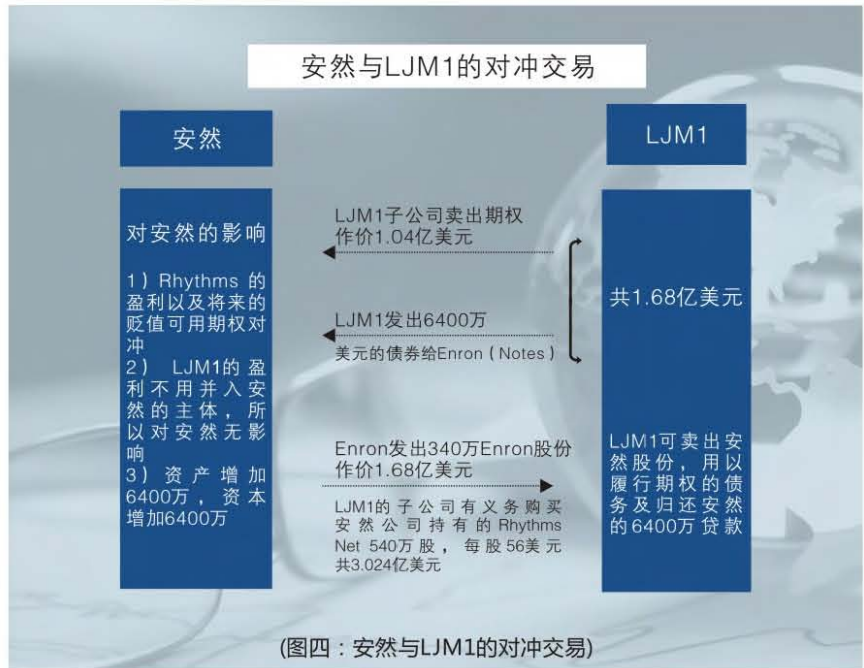 安然与LJM1的对冲交易
安然
LJM1
对安然的影响
1）Rhythms 的
盈利以及将来的
贬值可用期权对
冲
2） LJM1的盈
利不用并入安
然的主体，所
以对安然无影
响
3）资产增加
6400万，资本
增加6400万
LJM1子公司卖出期权
作价1.04亿美元
LJM1发出6400万
美元的债券给Enron（Notes）
Enron发出340万Enron股份
作价1.68亿美元
LJM1的子公司有义务购买
安然公司持有的Rhythms
Net 540万股，每股56美元
共3.024亿美元
共1.68亿美元
LJM1可卖出安
然股份，用以
履行期权的债
务及归还安然
的6400万贷款
(图四：安然与LJM1的对冲交易)